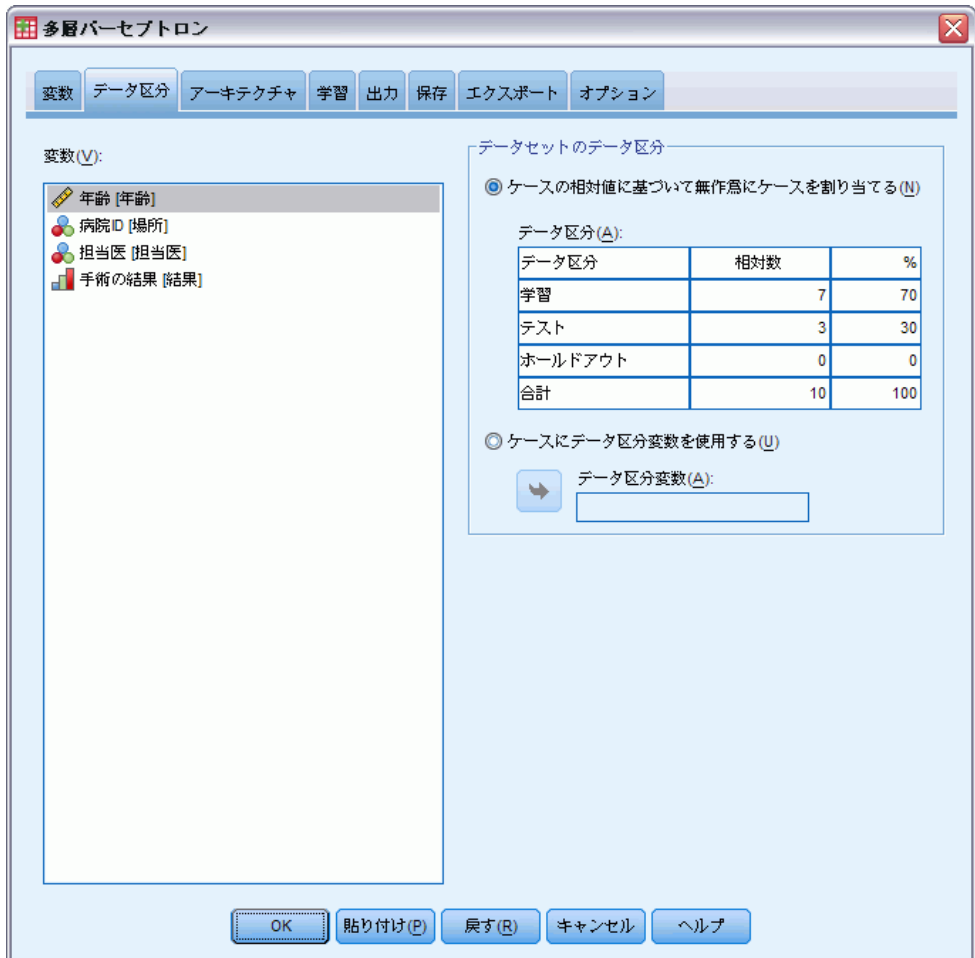 多層パーセプトロン
変数 データ区分 アーキテクチャ 学習 出力 保存 エクスポート オプション
変数(V):
年齢 [年齢]
病院ID [場所]
担当医 [担当医]
手術の結果 [結果]
データセットのデータ区分
ケースの相対値に基づいて無作為にケースを割り当てる(N)
データ区分(A):
データ区分 相対数 %
学習 7 70
テスト 3 30
ホールドアウト 0 0
合計 10 100
ケースにデータ区分変数を使用する(U)
データ区分変数(A):
OK 貼り付け(P) 戻す(R) キャンセル ヘルプ